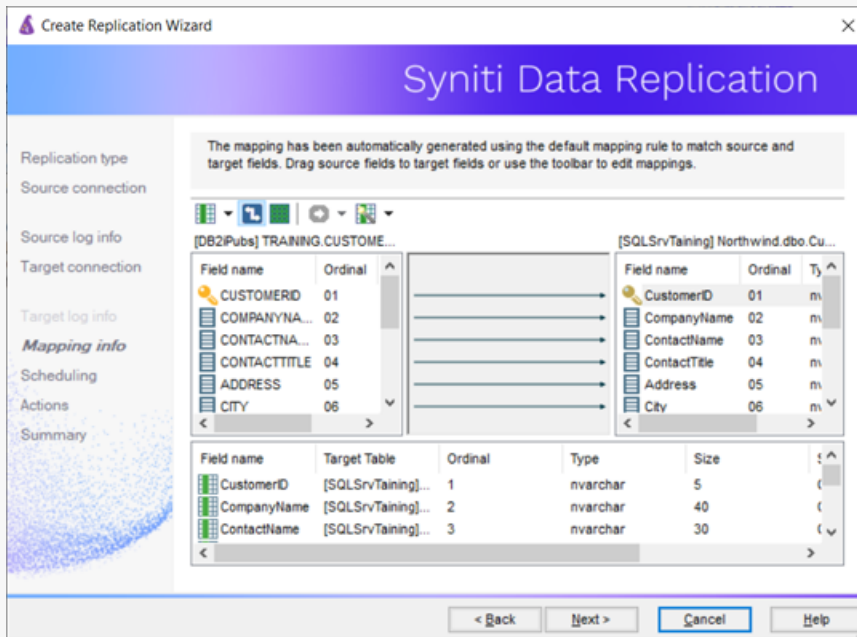 Create Replication Wizard
Syniti Data Replication
Replication type
Source connection
Source log info
Target connection
Target log info
Mapping info
Scheduling
Actions
Summary
The mapping has been automatically generated using the default mapping rule to match source and
target fields. Drag source fields to target fields or use the toolbar to edit mappings.
[DB2iPubs] TRAINING.CUSTOME...
[SQLSrvTaining] Northwind.dbo.Cu...
Field name Ordinal
CUSTOMERID 01
COMPANYNA... 02
CONTACTNA... 03
CONTACTTITLE 04
ADDRESS 05
CITY 06
Field name Ordinal
CustomerID 01
CompanyName 02
ContactName 03
ContactTitle 04
Address 05
City 06
Field name Target Table Ordinal Type Size
CustomerID [SQLSrvTaining]... 1 nvarchar 5
CompanyName [SQLSrvTaining]... 2 nvarchar 40
ContactName [SQLSrvTaining]... 3 nvarchar 30
< Back Next > Cancel Help